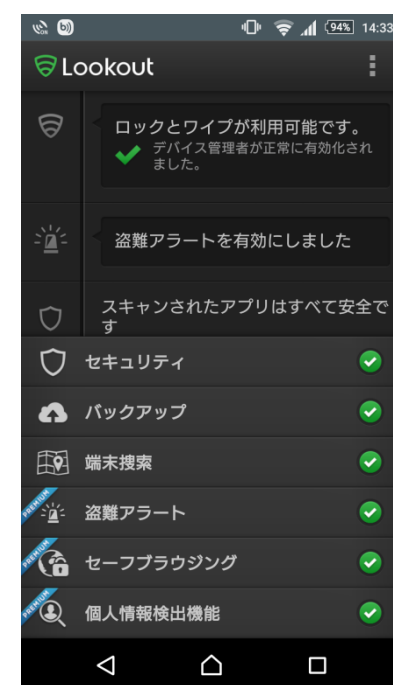 94% 14:33
Lookout
ロックとワイプが利用可能です。
デバイス管理者が正常に有効化され
ました。
盗難アラートを有効にしました
スキャンされたアプリはすべて安全で
す
セキュリティ
バックアップ
端末捜索
PREMIUM
盗難アラート
PREMIUM
セーフブラウジング
PREMIUM
個人情報検出機能